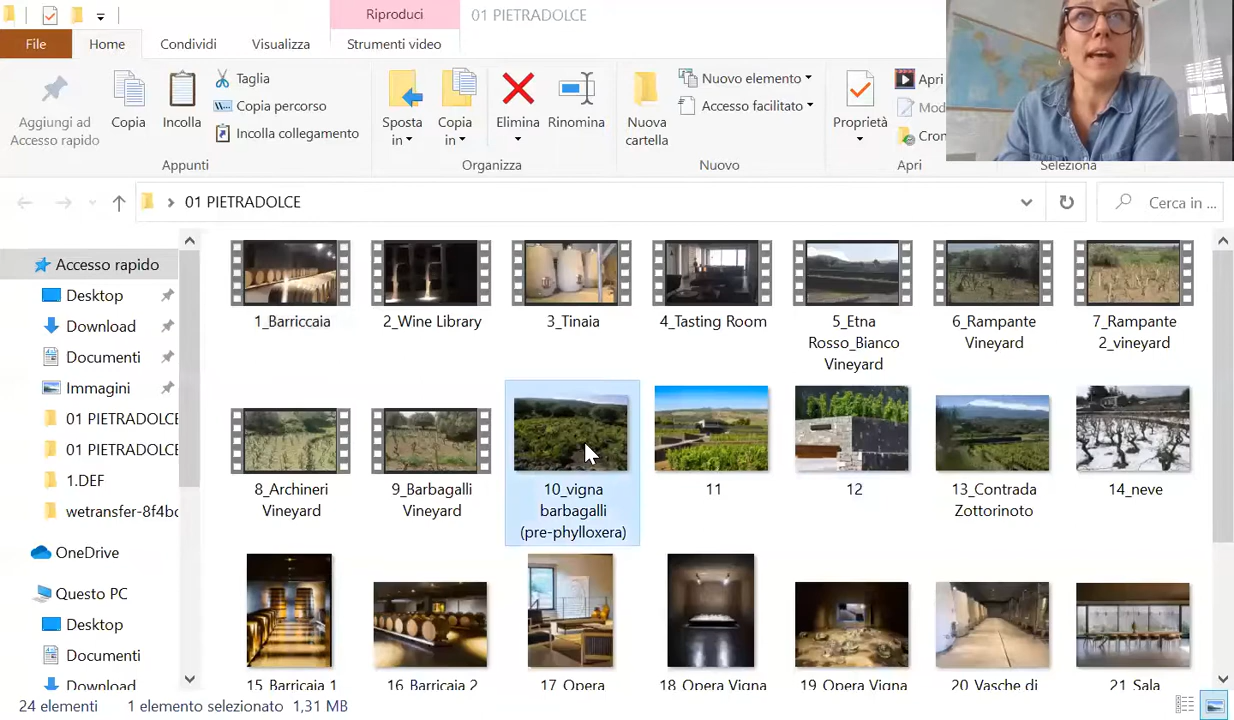 Riproduci
01 PIETRADOLCE
File
Home
Condividi
Visualizza
Strumenti video
Aggiungi ad
Accesso rapido
Copia
Incolla
Taglia
Copia percorso
Incolla collegamento
Appunti
Sposta
in
Copia
in
Elimina
Rinomina
Organizza
Nuova
cartella
Nuovo elemento
Accesso facilitato
Nuovo
Proprietà
Apri
Mod
Cron
Apri
Seleziona
01 PIETRADOLCE
Cerca in ...
Accesso rapido
Desktop
Download
Documenti
Immagini
01 PIETRADOLCE
01 PIETRADOLCE
1.DEF
wetransfer-8f4bc
OneDrive
Questo PC
Desktop
Documenti
Download
1_Barriccaia
2_Wine Library
3_Tinaia
4_Tasting Room
5_Etna
Rosso_Bianco
Vineyard
6_Rampante
Vineyard
7_Rampante
2_vineyard
8_Archineri
Vineyard
9_Barbagalli
Vineyard
10_vigna
barbagalli
(pre-phylloxera)
11
12
13_Contrada
Zottorinoto
14_neve
15_Barricaia 1
16_Barricaia 2
17_Opera
18_Opera Vigna
19_Opera Vigna
20_Vasche di
21_Sala
24 elementi
1 elemento selezionato 1,31 MB